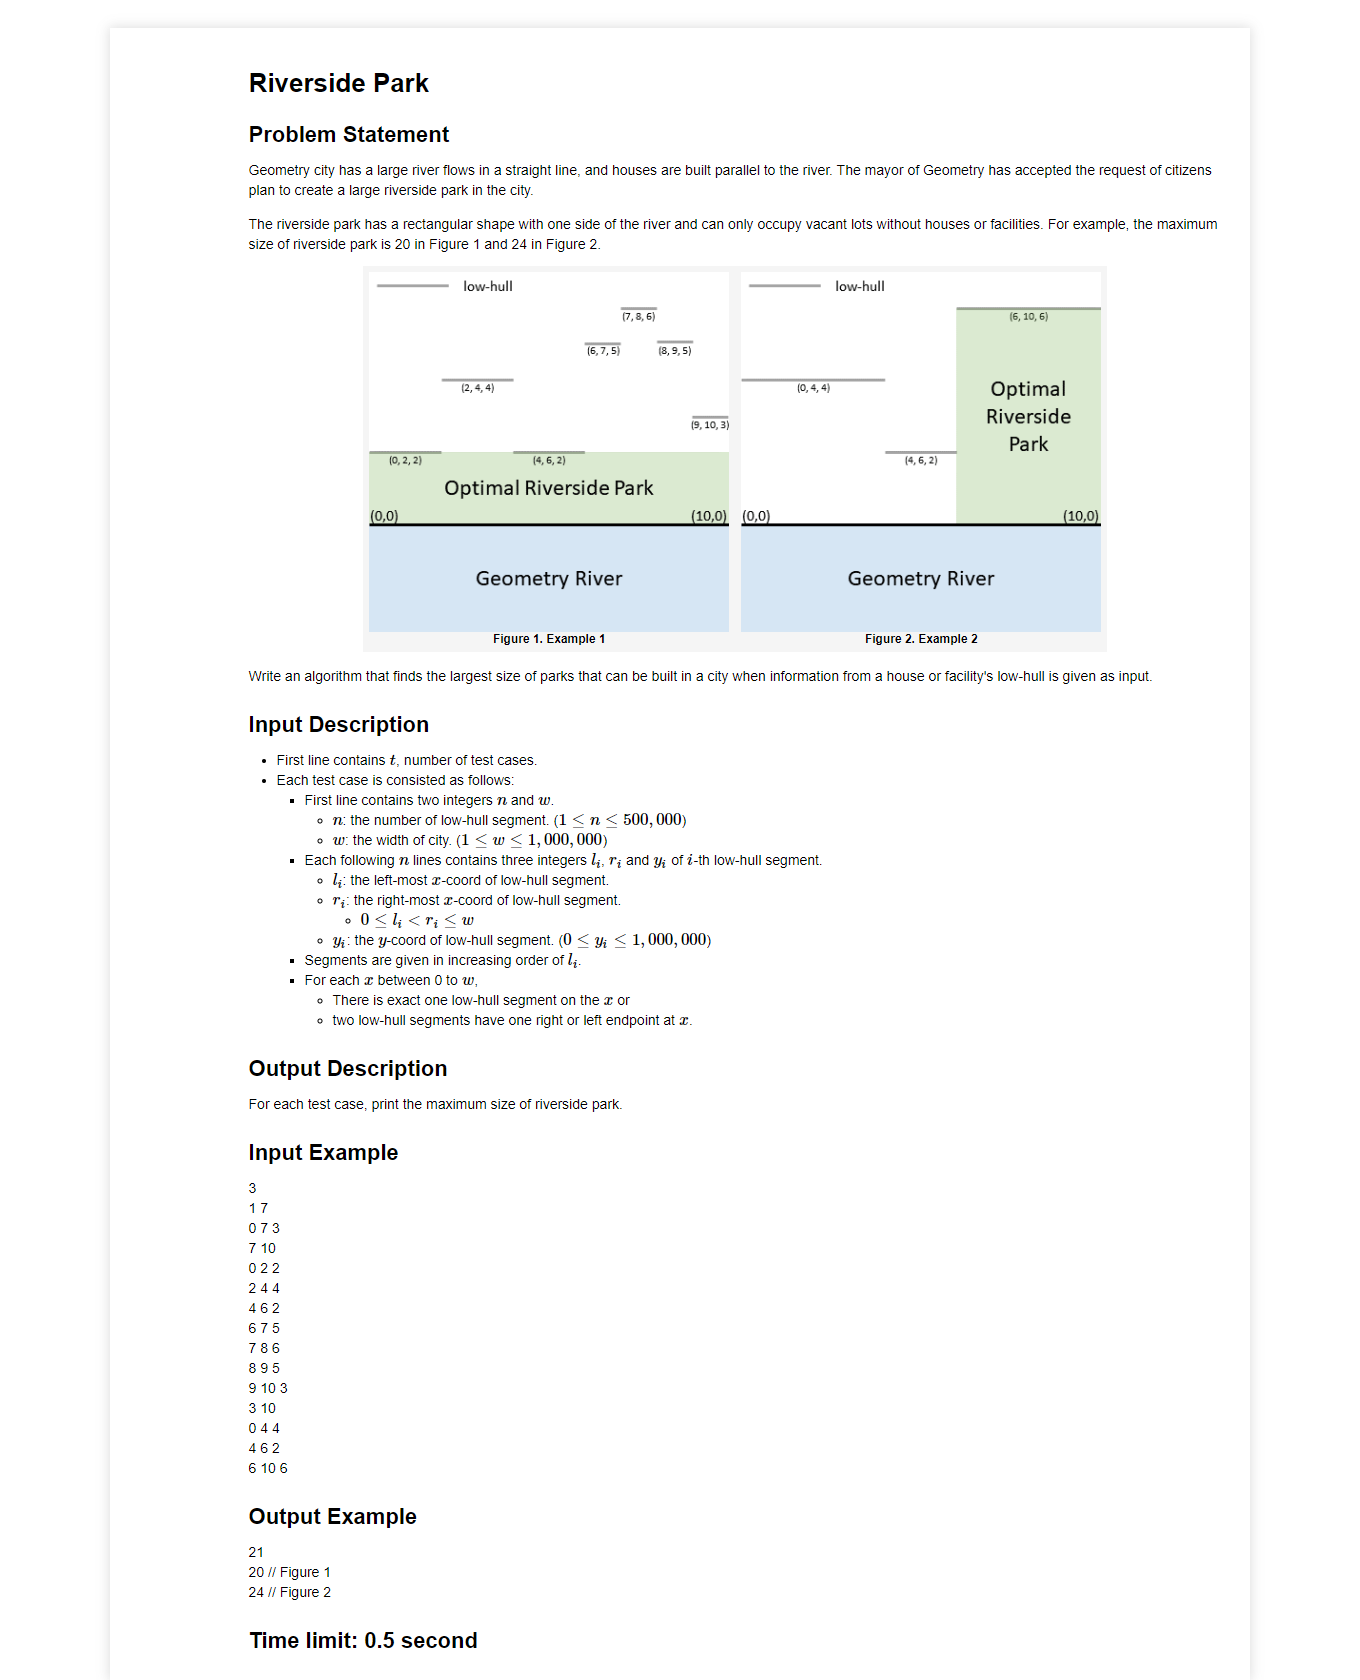 Riverside Park
Problem Statement
Geometry city has a large river flows in a straight line, and houses are built parallel to the river. The mayor of Geometry has accepted the request of citizens
plan to create a large riverside park in the city.
The riverside park has a rectangular shape with one side of the river and can only occupy vacant lots without houses or facilities. For example, the maximum
size of riverside park is 20 in Figure 1 and 24 in Figure 2.
low-hull
(7, 8, 6)
(6, 7, 5)
(8, 9, 5)
(2, 4, 4)
(9, 10, 3)
(0, 2, 2)
(4, 6, 2)
Optimal Riverside Park
(0,0)
(10,0)
Geometry River
Figure 1. Example 1
low-hull
(6, 10, 6)
(0, 4, 4)
Optimal
Riverside
Park
(4, 6, 2)
(0,0)
(10,0)
Geometry River
Figure 2. Example 2
Write an algorithm that finds the largest size of parks that can be built in a city when information from a house or facility's low-hull is given as input.
Input Description
• First line contains t, number of test cases.
• Each test case is consisted as follows:
▪ First line contains two integers n and w.
◦ n: the number of low-hull segment. (1 ≤ n ≤ 500, 000)
◦ w: the width of city. (1 ≤ w ≤ 1, 000, 000)
▪ Each following n lines contains three integers lᵢ, rᵢ and yᵢ of i-th low-hull segment.
◦ lᵢ: the left-most x-coord of low-hull segment.
◦ rᵢ: the right-most x-coord of low-hull segment.
◦ 0 ≤ lᵢ < rᵢ ≤ w
◦ yᵢ: the y-coord of low-hull segment. (0 ≤ yᵢ ≤ 1, 000, 000)
▪ Segments are given in increasing order of lᵢ.
▪ For each x between 0 to w,
◦ There is exact one low-hull segment on the x or
◦ two low-hull segments have one right or left endpoint at x.
Output Description
For each test case, print the maximum size of riverside park.
Input Example
3
1 7
0 7 3
7 10
0 2 2
2 4 4
4 6 2
6 7 5
7 8 6
8 9 5
9 10 3
3 10
0 4 4
4 6 2
6 10 6
Output Example
21
20 // Figure 1
24 // Figure 2
Time limit: 0.5 second